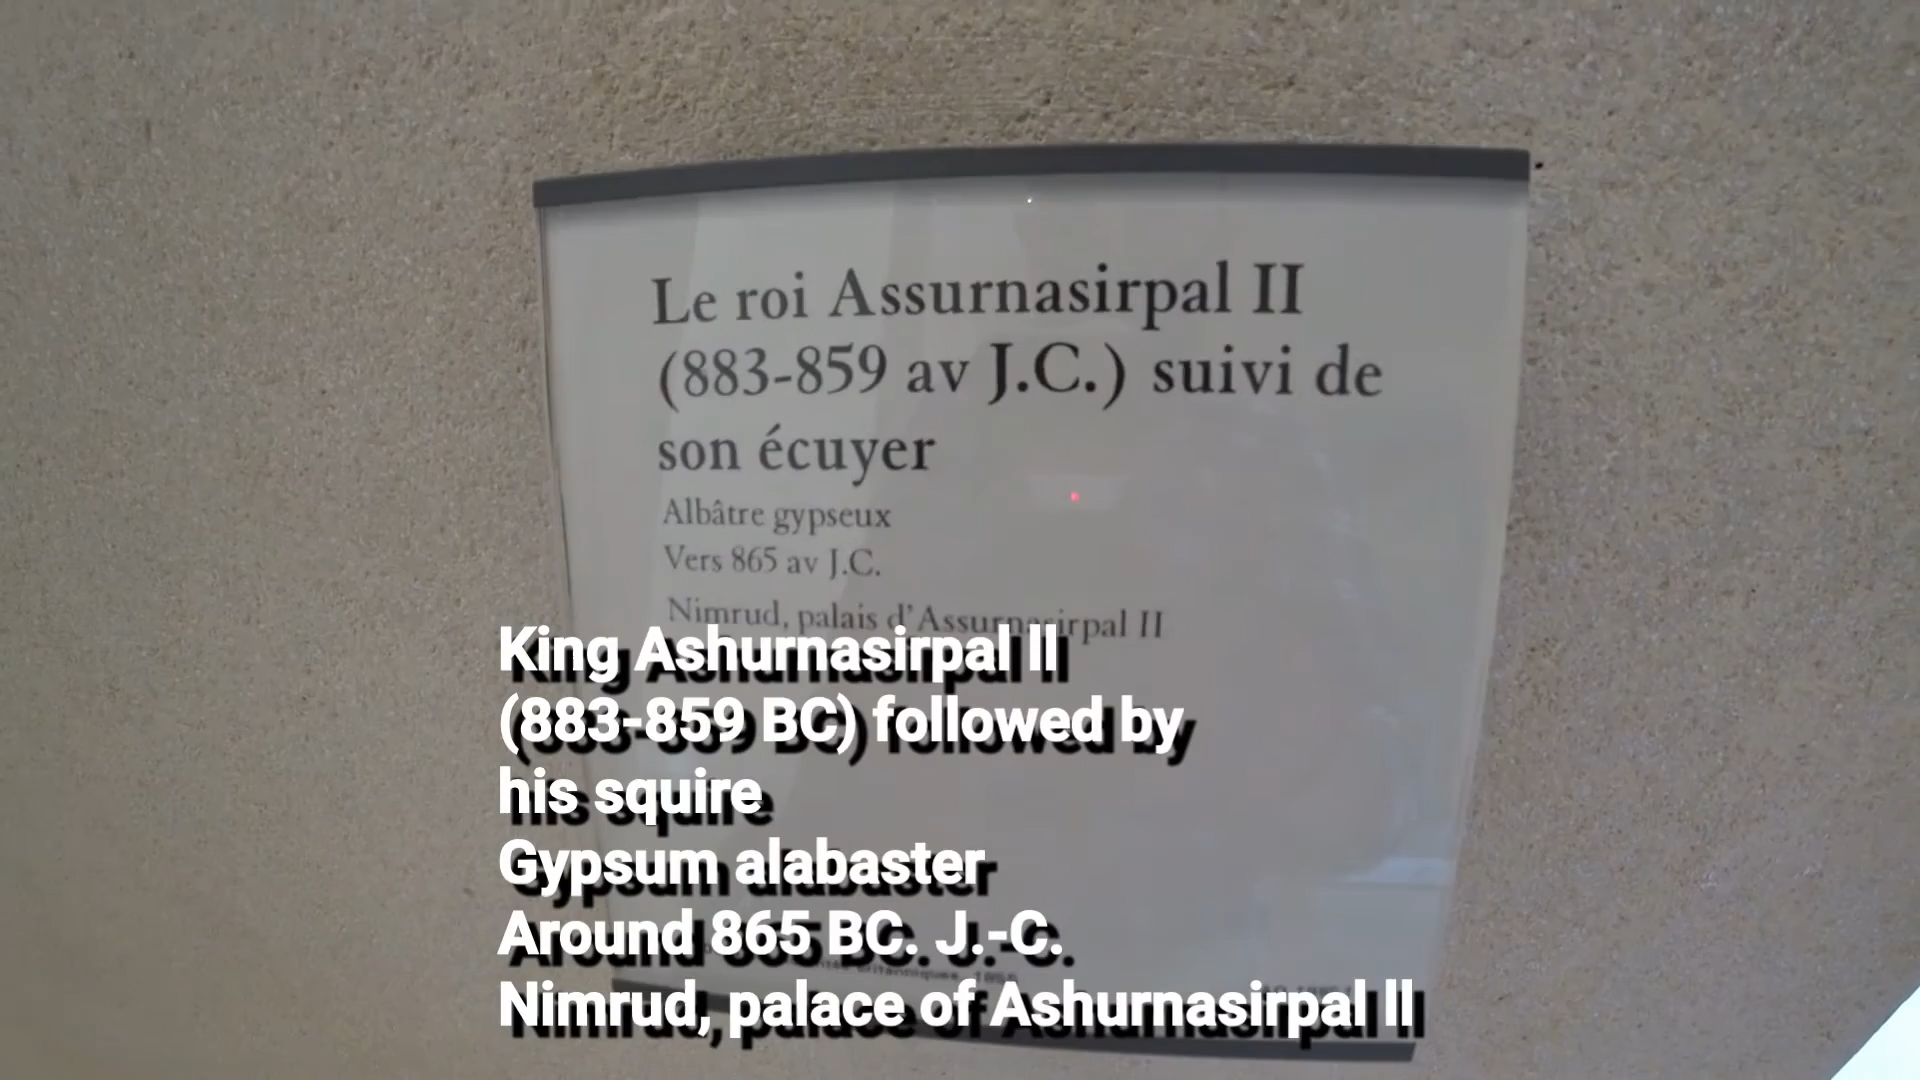 Le roi Assurnasirpal II
(883-859 av J.C.) suivi de
son écuyer
Albâtre gypseux
Vers 865 av J.C.
Nimrud, palais d'Assurnasirpal II
King Ashurnasirpal ll
(883-859 BC) followed by
his squire
Gypsum alabaster
Around 865 BC. J.-C.
Nimrud, palace of Ashurnasirpal ll